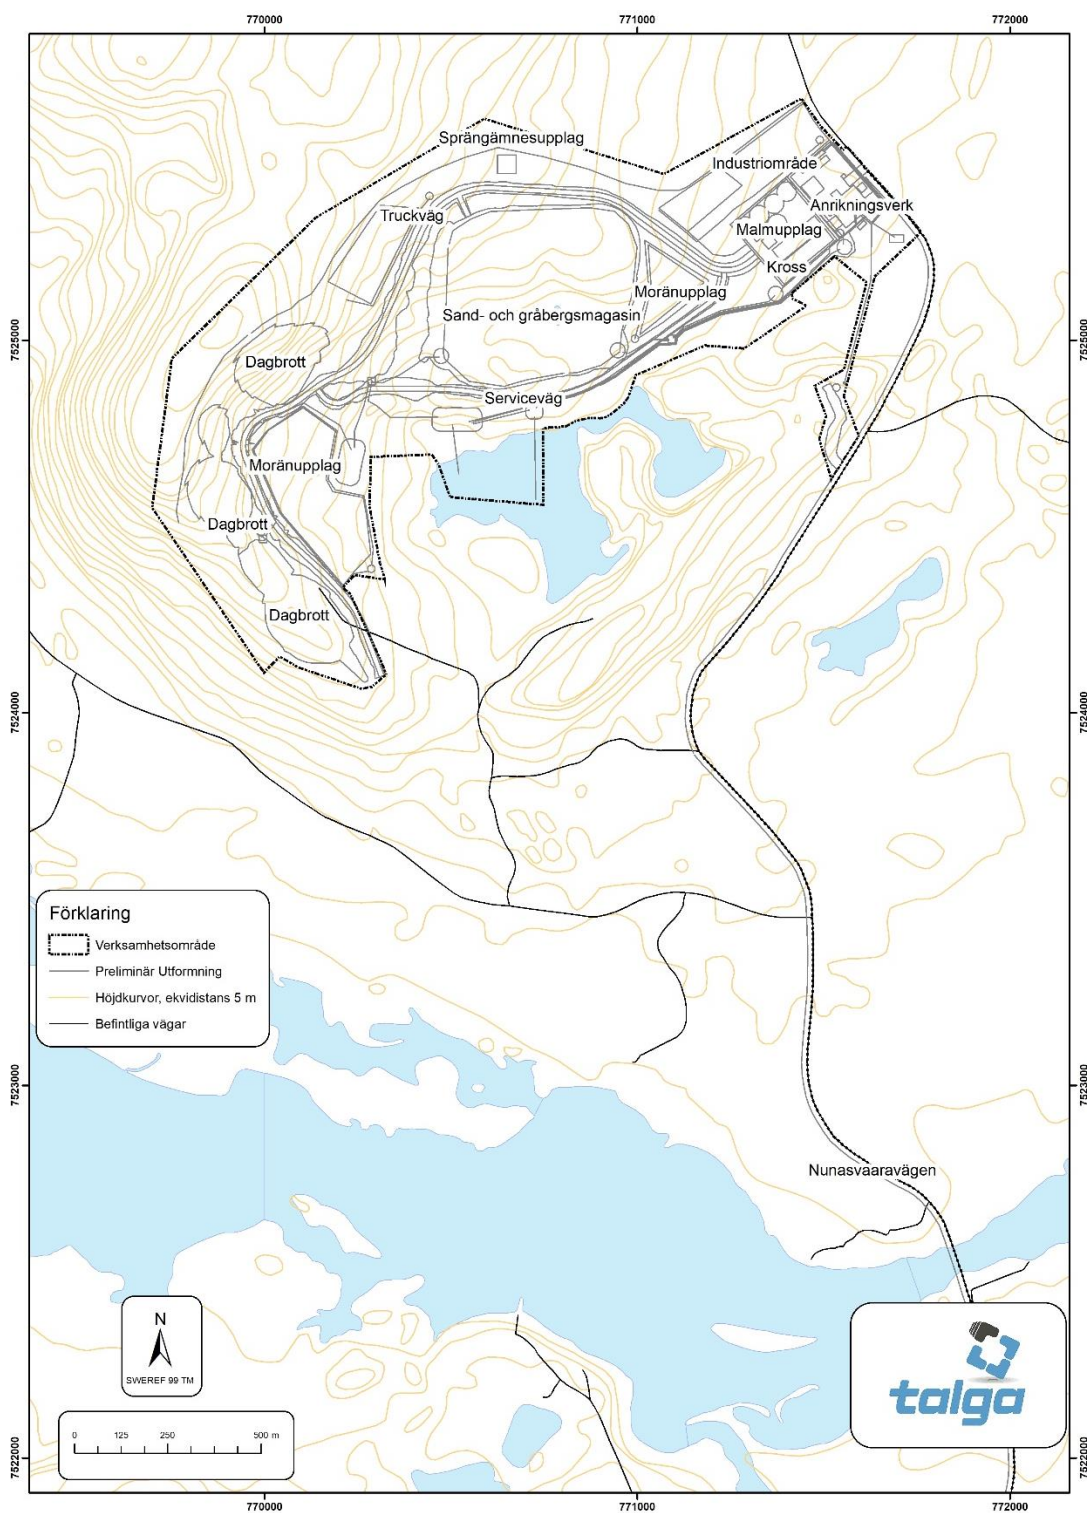 770000
771000
772000
Sprängämnesupplag
Industriområde
Truckväg
Anrikningsverk
Malmupplag
Kross
Moränupplag
Sand- och gråbergsmagasin
7525000
7525000
Dagbrott
Serviceväg
Moränupplag
Dagbrott
Dagbrott
7524000
7524000
Förklaring
Verksamhetsområde
Preliminär Utformning
Höjdkurvor, ekvidistans 5 m
Befintliga vägar
7523000
7523000
Nunasvaaravägen
N
SWEREF 99 TM
talga
0 125 250 500 m
7522000
7522000
770000
771000
772000